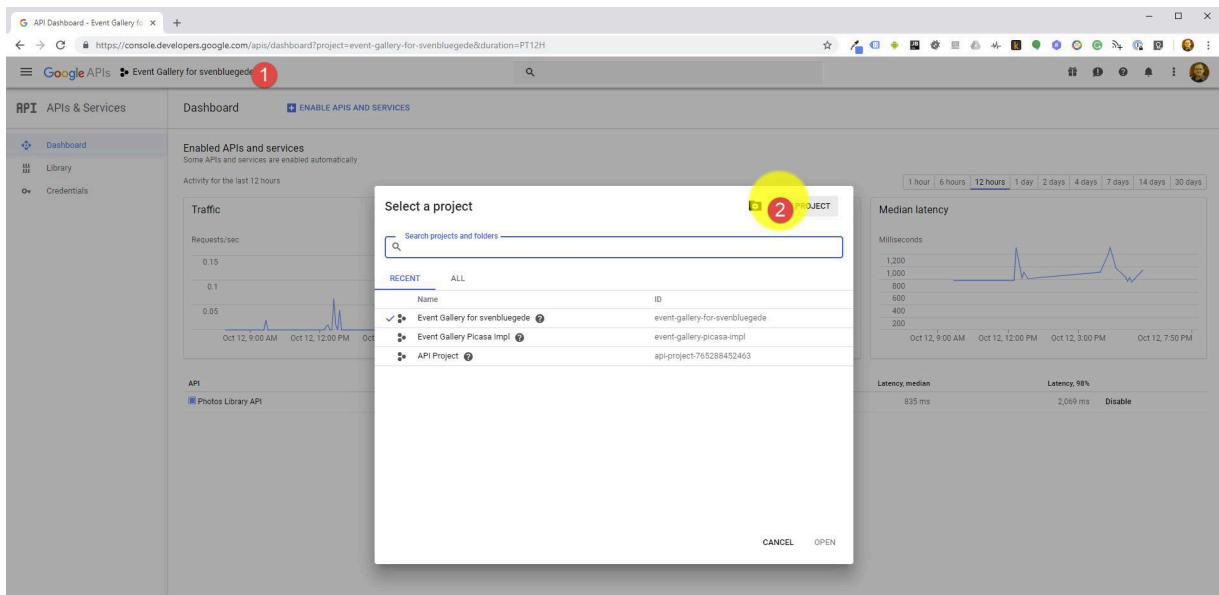 API Dashboard - Event Gallery fo
https://console.developers.google.com/apis/dashboard?project=event-gallery-for-svenbluegede&duration=PT12H
Google APIs Event Gallery for svenbluegede 1
API APIs & Services
Dashboard ENABLE APIS AND SERVICES
Dashboard
Library
Credentials
Enabled APIs and services
Some APIs and services are enabled automatically
Activity for the last 12 hours
1 hour 6 hours 12 hours 1 day 2 days 4 days 7 days 14 days 30 days
Traffic
Requests/sec
0.15
0.1
0.05
Oct 12, 9:00 AM Oct 12, 12:00 PM Oct
Select a project
2 PROJECT
Search projects and folders
RECENT ALL
Name ID
Event Gallery for svenbluegede event-gallery-for-svenbluegede
Event Gallery Picasa Impl event-gallery-picasa-impl
API Project api-project-765288452463
CANCEL OPEN
Median latency
Milliseconds
1,200
1,000
800
600
400
200
Oct 12, 9:00 AM Oct 12, 12:00 PM Oct 12, 3:00 PM Oct 12, 7:50 PM
API Latency, median Latency, 98%
Photos Library API 835 ms 2,069 ms Disable